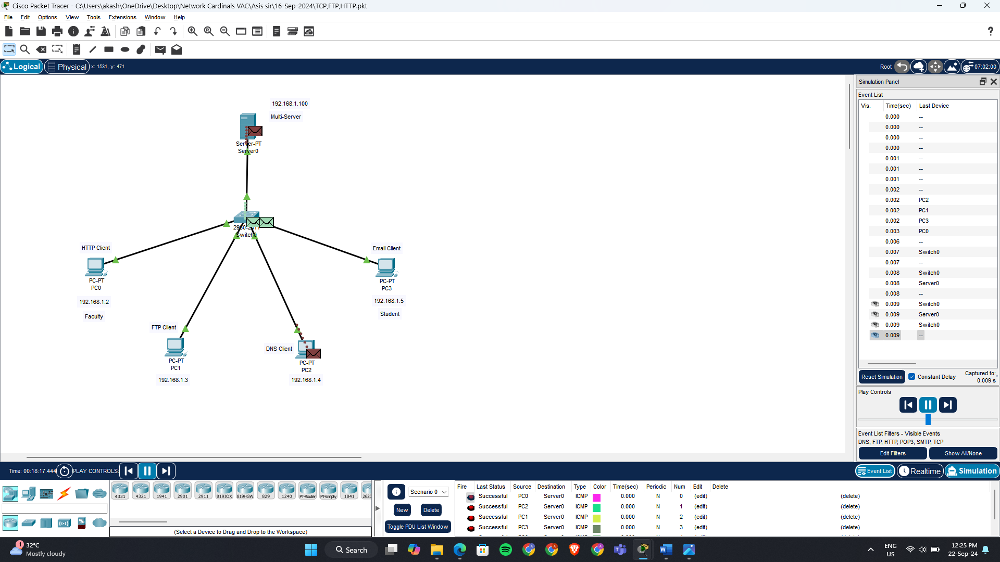 Cisco Packet Tracer - C:\Users\akash\OneDrive\Desktop\Network Cardinals VAC\Asis sir\16-Sep-2024\TCP,FTP,HTTP.pkt
File Edit Options View Tools Extensions Window Help
Logical Physical x: 1531, y: 471 Root 07:02:00
192.168.1.100
Multi-Server
Server-PT
Server0
Switch0
HTTP Client
PC-PT
PC0
192.168.1.2
Faculty
Email Client
PC-PT
PC3
192.168.1.5
Student
FTP Client
PC-PT
PC1
192.168.1.3
DNS Client
PC-PT
PC2
192.168.1.4
Simulation Panel
Event List
Vis. Time(sec) Last Device
0.000 --
0.000 --
0.000 --
0.000 --
0.001 --
0.001 --
0.001 --
0.002 --
0.002 PC2
0.002 PC1
0.002 PC3
0.003 PC0
0.006 --
0.007 Switch0
0.007 --
0.008 Switch0
0.008 Server0
0.008 --
0.009 Switch0
0.009 Server0
0.009 Switch0
0.009 --
Reset Simulation Constant Delay Captured to:
0.009 s
Play Controls
Event List Filters - Visible Events
DNS, FTP, HTTP, POP3, SMTP, TCP
Edit Filters Show All/None
Time: 00:18:17.444 PLAY CONTROLS: Event List Realtime Simulation
4331 4321 1941 2901 2911 819IOX 819HGW 829 1240 PT-Router PT-Empty 1841 2620
(Select a Device to Drag and Drop to the Workspace)
Scenario 0
New Delete
Toggle PDU List Window
Fire Last Status Source Destination Type Color Time(sec) Periodic Num Edit Delete
Successful PC0 Server0 ICMP 0.000 N 0 (edit) (delete)
Successful PC2 Server0 ICMP 0.000 N 1 (edit) (delete)
Successful PC1 Server0 ICMP 0.000 N 2 (edit) (delete)
Successful PC3 Server0 ICMP 0.000 N 3 (edit) (delete)
1
32°C
Mostly cloudy
Search
ENG
US
12:25 PM
22-Sep-24